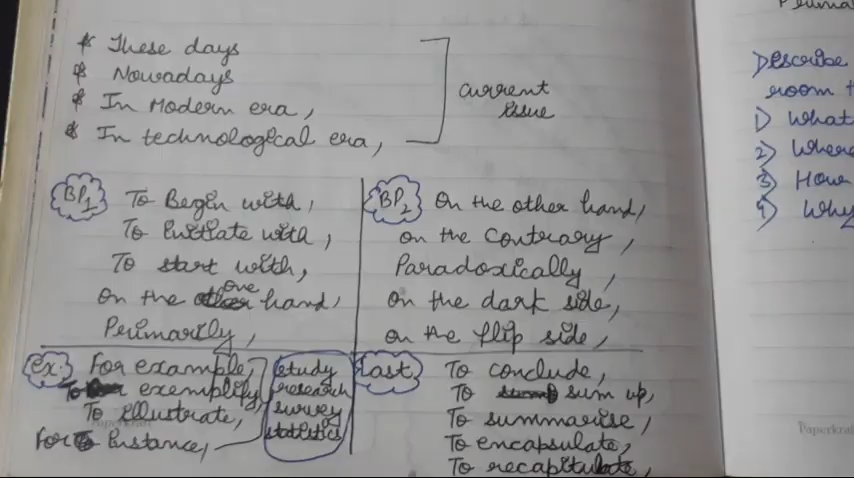 * These days
* Nowadays
* In Modern era,
* In technological era,
current
issue
BP1 To Begin with,
To Initiate with,
To start with,
On the one hand,
Primarily,
BP2 On the other hand,
on the contrary,
Paradoxically,
on the dark side,
on the flip side,
ex. For example,
To exemplify,
To illustrate,
For Instance,
study
research
survey
statistics
Last To conclude,
To sum up,
To summarise,
To encapsulate,
To recapitulate,
Describe
room
1) What
2) Where
3) How
4) Why
Paperkraft
Paperkra